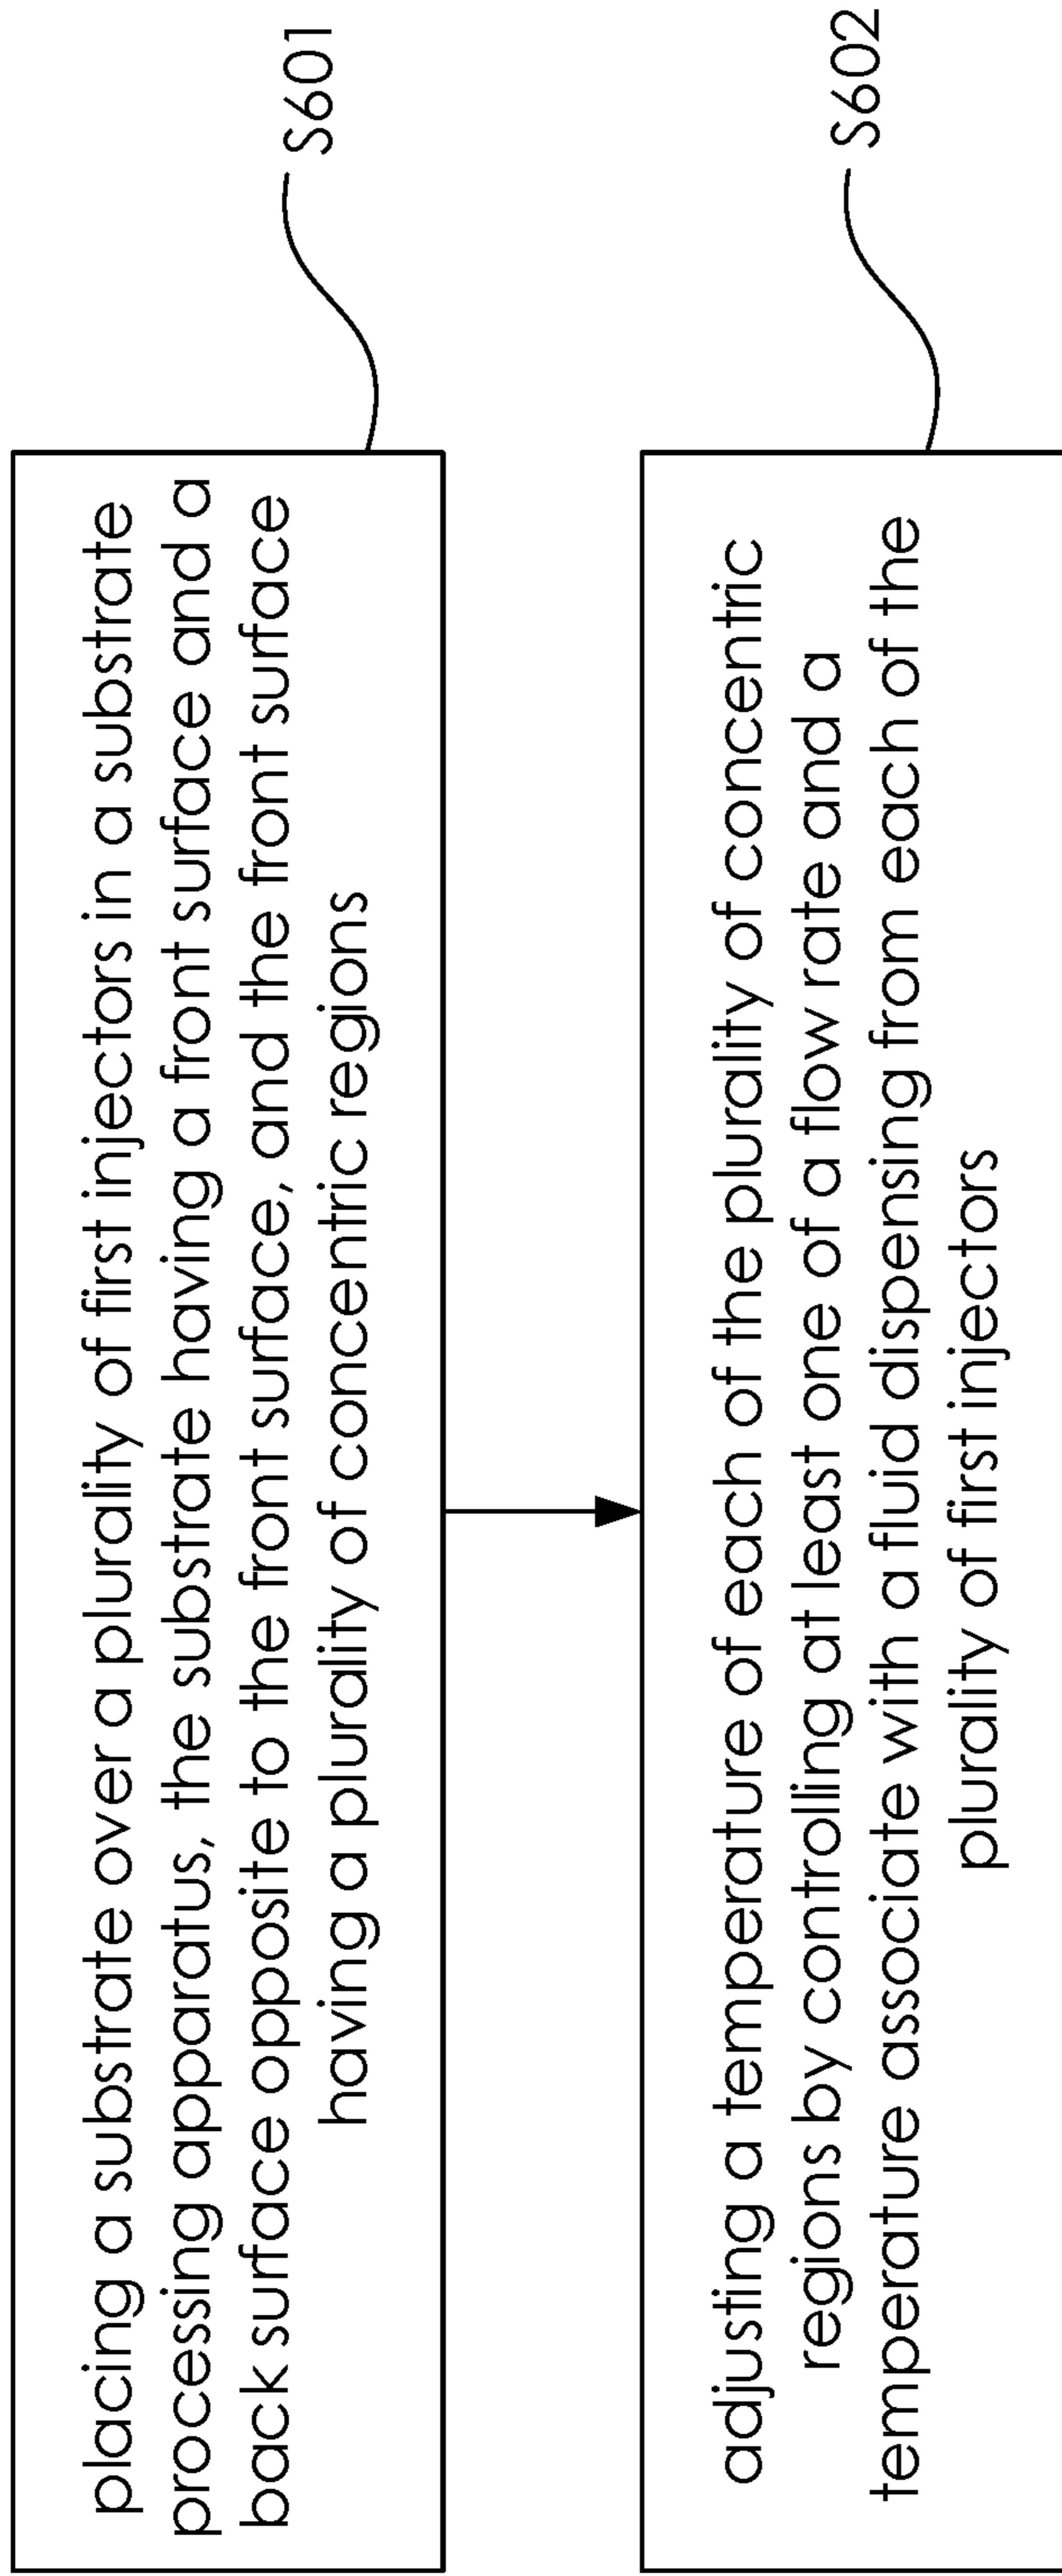 placing a substrate over a plurality of first injectors in a substrate
processing apparatus, the substrate having a front surface and a
back surface opposite to the front surface, and the front surface
having a plurality of concentric regions
S601
adjusting a temperature of each of the plurality of concentric
regions by controlling at least one of a flow rate and a
temperature associate with a fluid dispensing from each of the
plurality of first injectors
S602